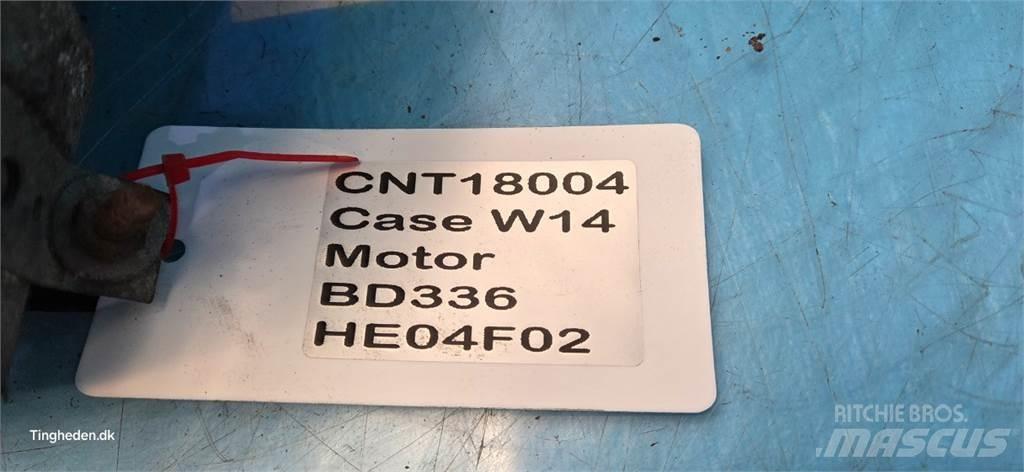 CNT18004
Case W14
Motor
BD336
HE04F02
Tingheden.dk
RITCHIE BROS.
MASCUS